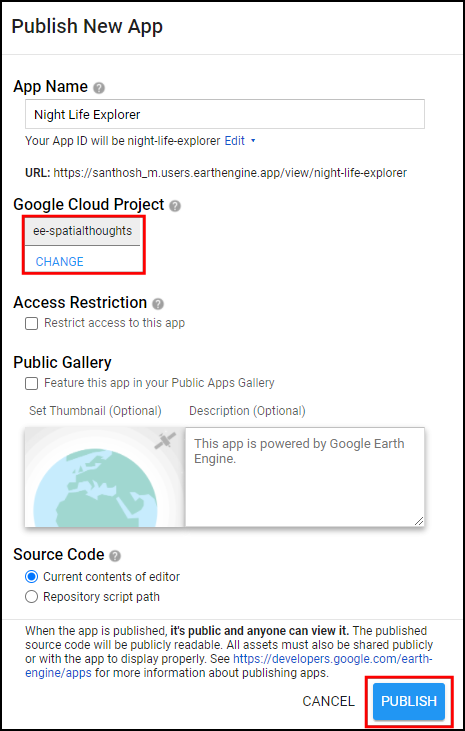 Publish New App
App Name ?
Night Life Explorer
Your App ID will be night-life-explorer Edit
URL: https://santhosh_m.users.earthengine.app/view/night-life-explorer
Google Cloud Project ?
ee-spatialthoughts
CHANGE
Access Restriction ?
Restrict access to this app
Public Gallery
Feature this app in your Public Apps Gallery
Set Thumbnail (Optional) Description (Optional)
This app is powered by Google Earth
Engine.
Source Code ?
Current contents of editor
Repository script path
When the app is published, it's public and anyone can view it. The published
source code will be publicly readable. All assets must also be shared publicly
or with the app to display properly. See https://developers.google.com/earth-
engine/apps for more information about publishing apps.
CANCEL PUBLISH